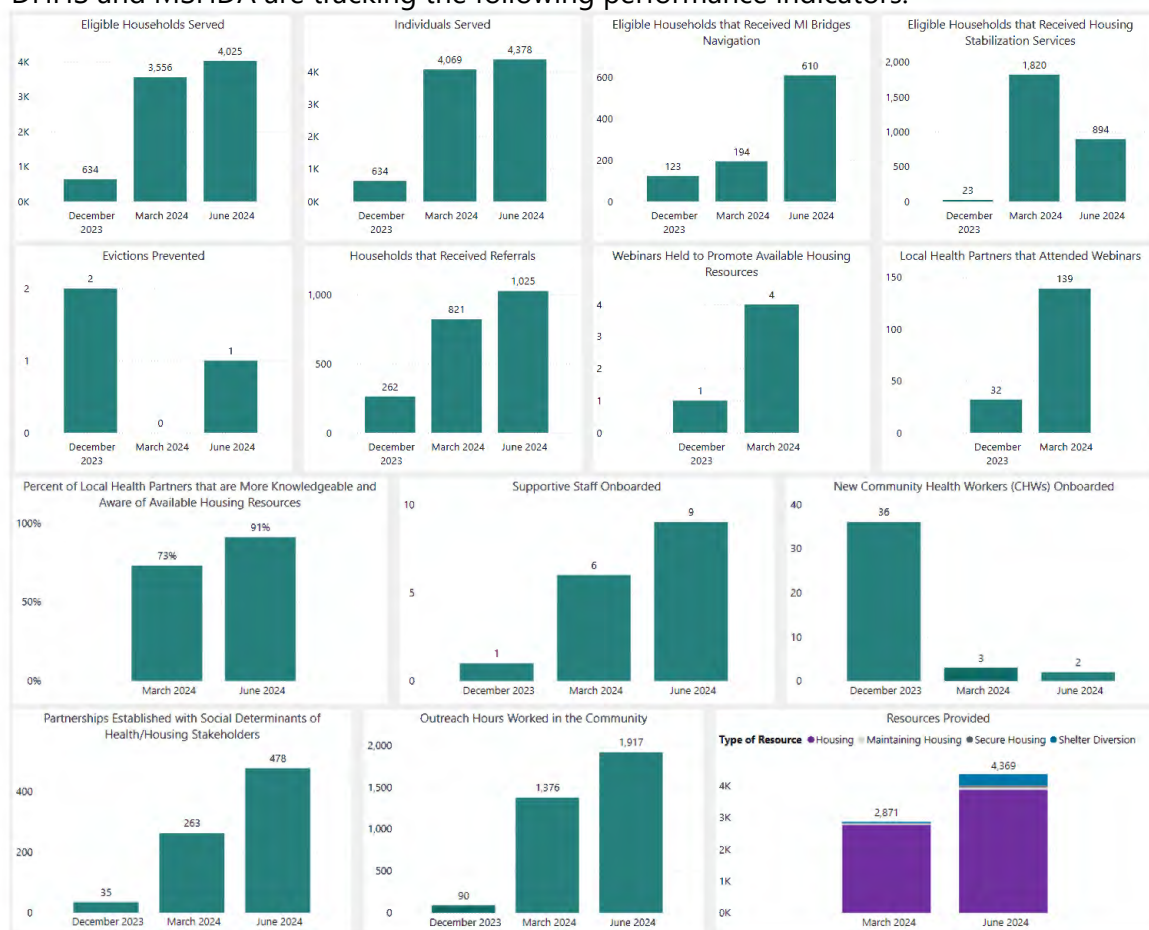 DHHS and MSHDA are tracking the following performance indicators:
Eligible Households Served
4K
3K
2K
1K
0K
634
3,556
4,025
December
2023
March 2024
June 2024
Individuals Served
4K
3K
2K
1K
0K
634
4,069
4,378
December
2023
March 2024
June 2024
Eligible Households that Received MI Bridges
Navigation
600
400
200
0
123
194
610
December
2023
March 2024
June 2024
Eligible Households that Received Housing
Stabilization Services
2,000
1,500
1,000
500
0
23
1,820
894
December
2023
March 2024
June 2024
Evictions Prevented
2
1
0
2
0
1
December
2023
March 2024
June 2024
Households that Received Referrals
1,000
500
0
262
821
1,025
December
2023
March 2024
June 2024
Webinars Held to Promote Available Housing
Resources
4
3
2
1
0
1
4
December
2023
March 2024
Local Health Partners that Attended Webinars
150
100
50
0
32
139
December
2023
March 2024
Percent of Local Health Partners that are More Knowledgeable and
Aware of Available Housing Resources
100%
50%
0%
73%
91%
March 2024
June 2024
Supportive Staff Onboarded
10
5
0
1
6
9
December 2023
March 2024
June 2024
New Community Health Workers (CHWs) Onboarded
40
30
20
10
0
36
3
2
December 2023
March 2024
June 2024
Partnerships Established with Social Determinants of
Health/Housing Stakeholders
400
200
0
35
263
478
December 2023
March 2024
June 2024
Outreach Hours Worked in the Community
2,000
1,500
1,000
500
0
90
1,376
1,917
December 2023
March 2024
June 2024
Resources Provided
Type of Resource Housing Maintaining Housing Secure Housing Shelter Diversion
4K
3K
2K
1K
0K
2,871
4,369
March 2024
June 2024